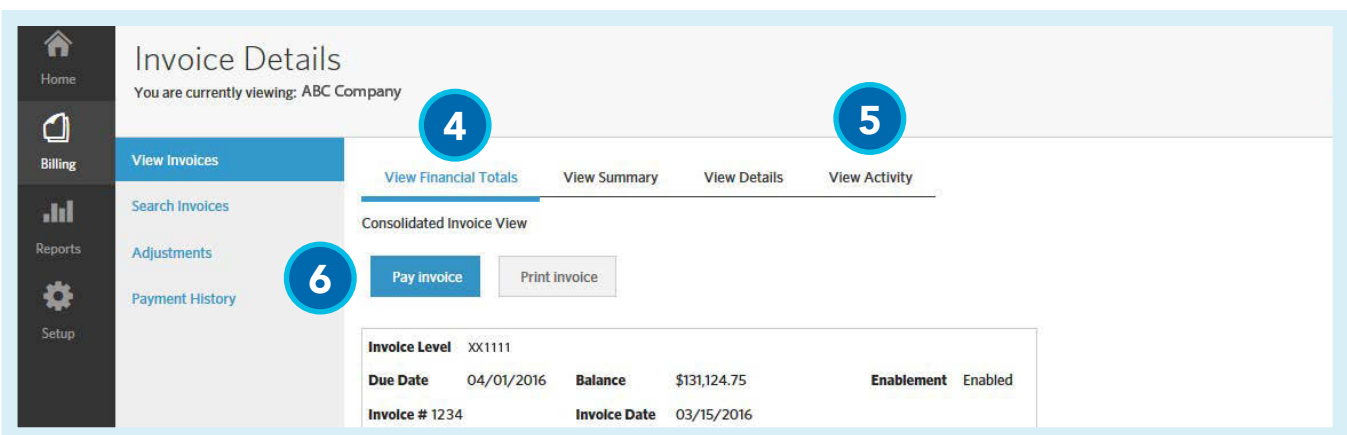 Home
Billing
Reports
Setup
Invoice Details
You are currently viewing: ABC Company
View Invoices
Search Invoices
Adjustments
Payment History
4
5
View Financial Totals View Summary View Details View Activity
Consolidated Invoice View
6
Pay invoice Print invoice
Invoice Level XX1111
Due Date 04/01/2016 Balance $131,124.75 Enablement Enabled
Invoice # 1234 Invoice Date 03/15/2016